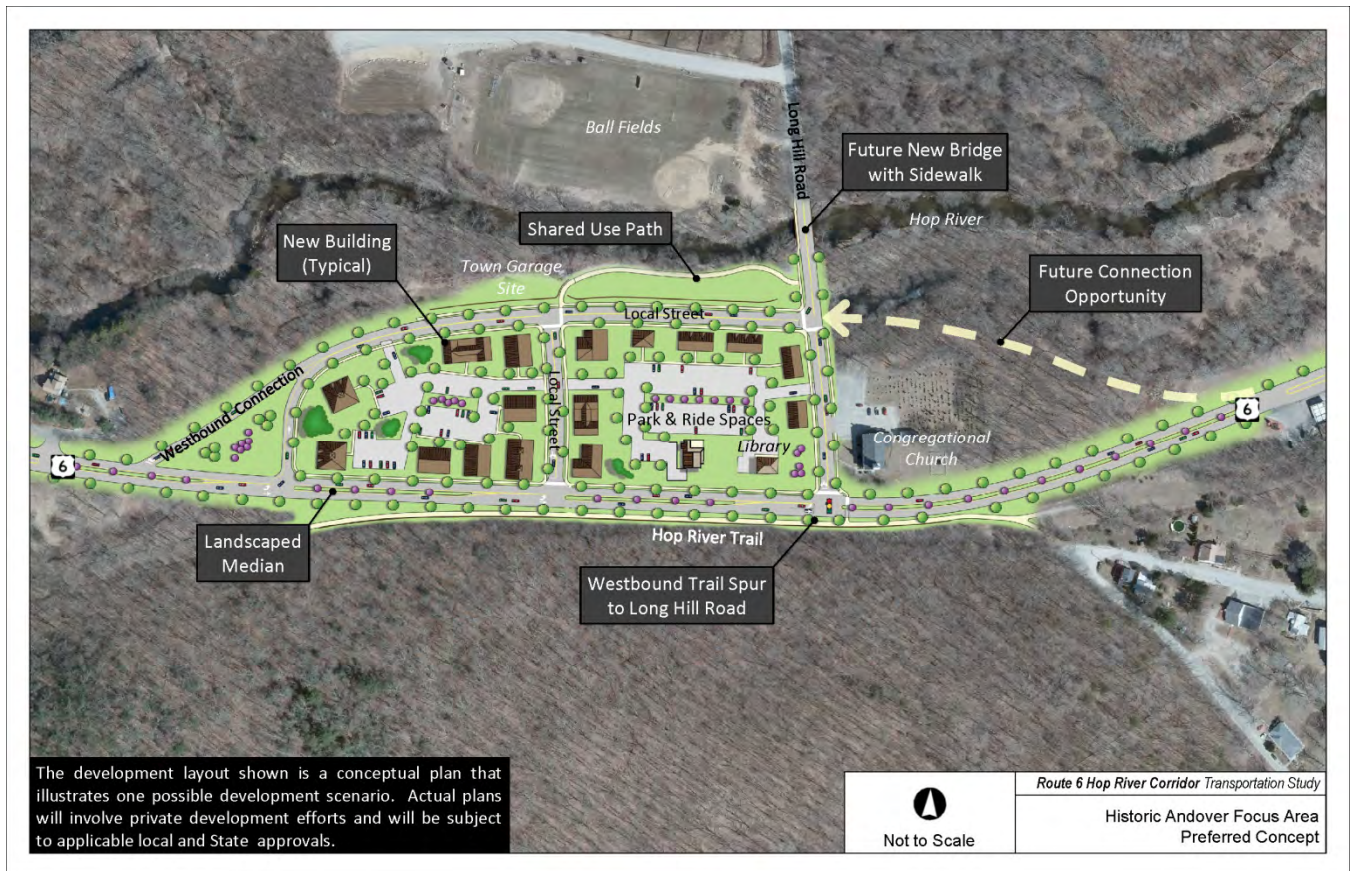 Ball Fields
Long Hill Road
Future New Bridge
with Sidewalk
Hop River
Shared Use Path
New Building
(Typical)
Town Garage
Site
Future Connection
Opportunity
Local Street
Westbound Connection
Local Street
Park & Ride Spaces
Library
Congregational
Church
6
6
Landscaped
Median
Hop River Trail
Westbound Trail Spur
to Long Hill Road
The development layout shown is a conceptual plan that
illustrates one possible development scenario. Actual plans
will involve private development efforts and will be subject
to applicable local and State approvals.
Not to Scale
Route 6 Hop River Corridor Transportation Study
Historic Andover Focus Area
Preferred Concept